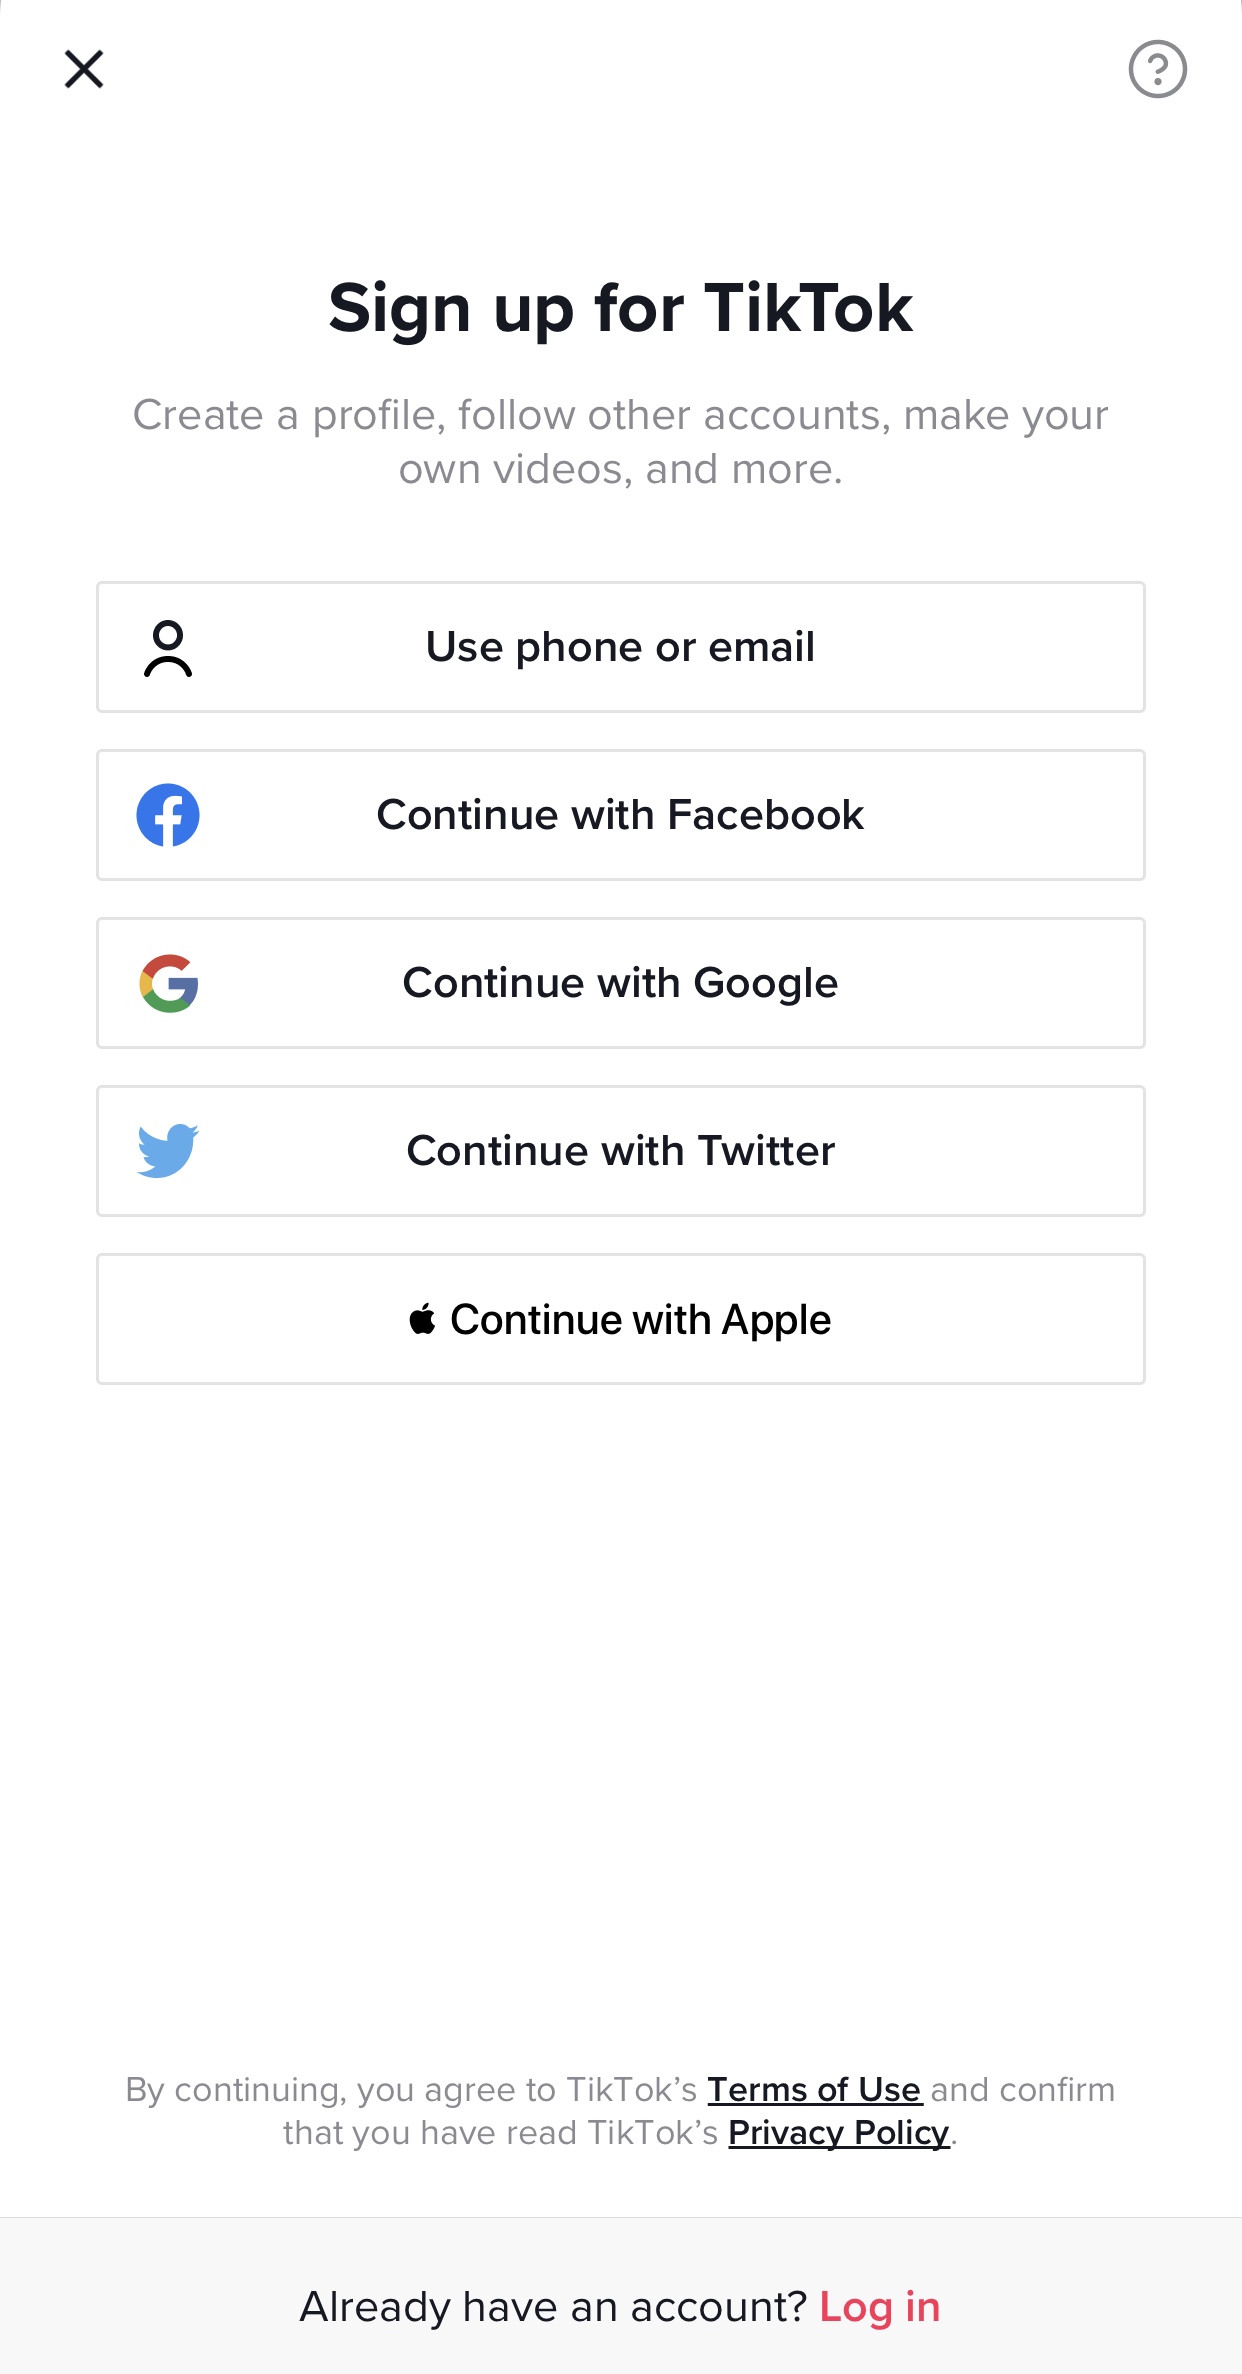 Sign up for TikTok
Create a profile, follow other accounts, make your
own videos, and more.
Use phone or email
Continue with Facebook
Continue with Google
Continue with Twitter
Continue with Apple
By continuing, you agree to TikTok’s Terms of Use and confirm
that you have read TikTok’s Privacy Policy.
Already have an account? Log in